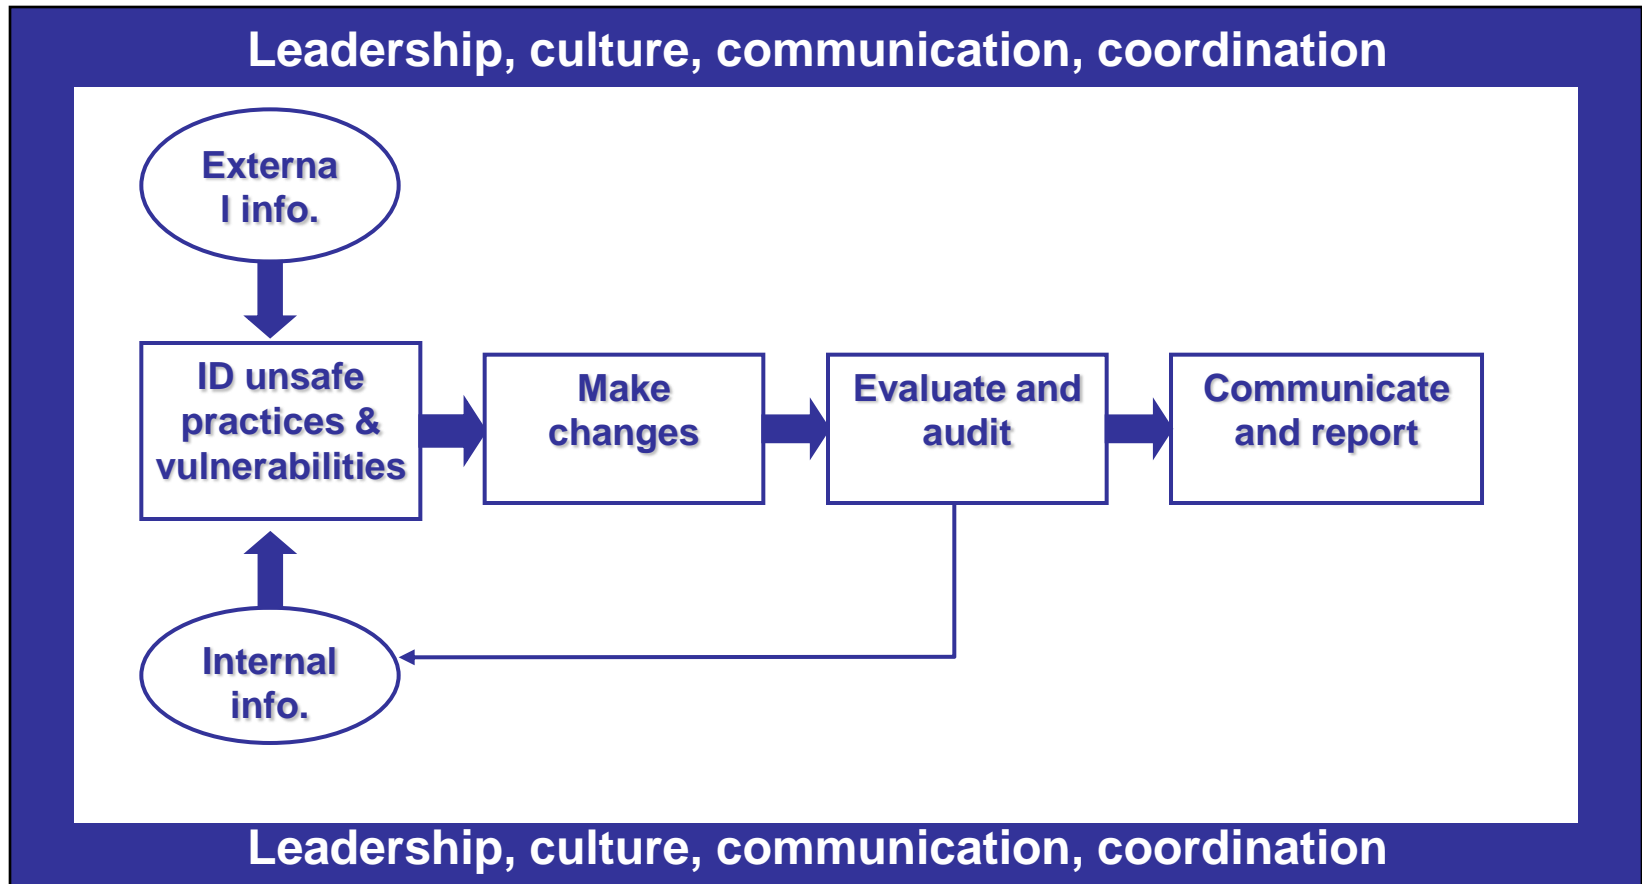 Leadership, culture, communication, coordination
Externa
l info.
ID unsafe
practices &
vulnerabilities
Make
changes
Evaluate and
audit
Communicate
and report
Internal
info.
Leadership, culture, communication, coordination